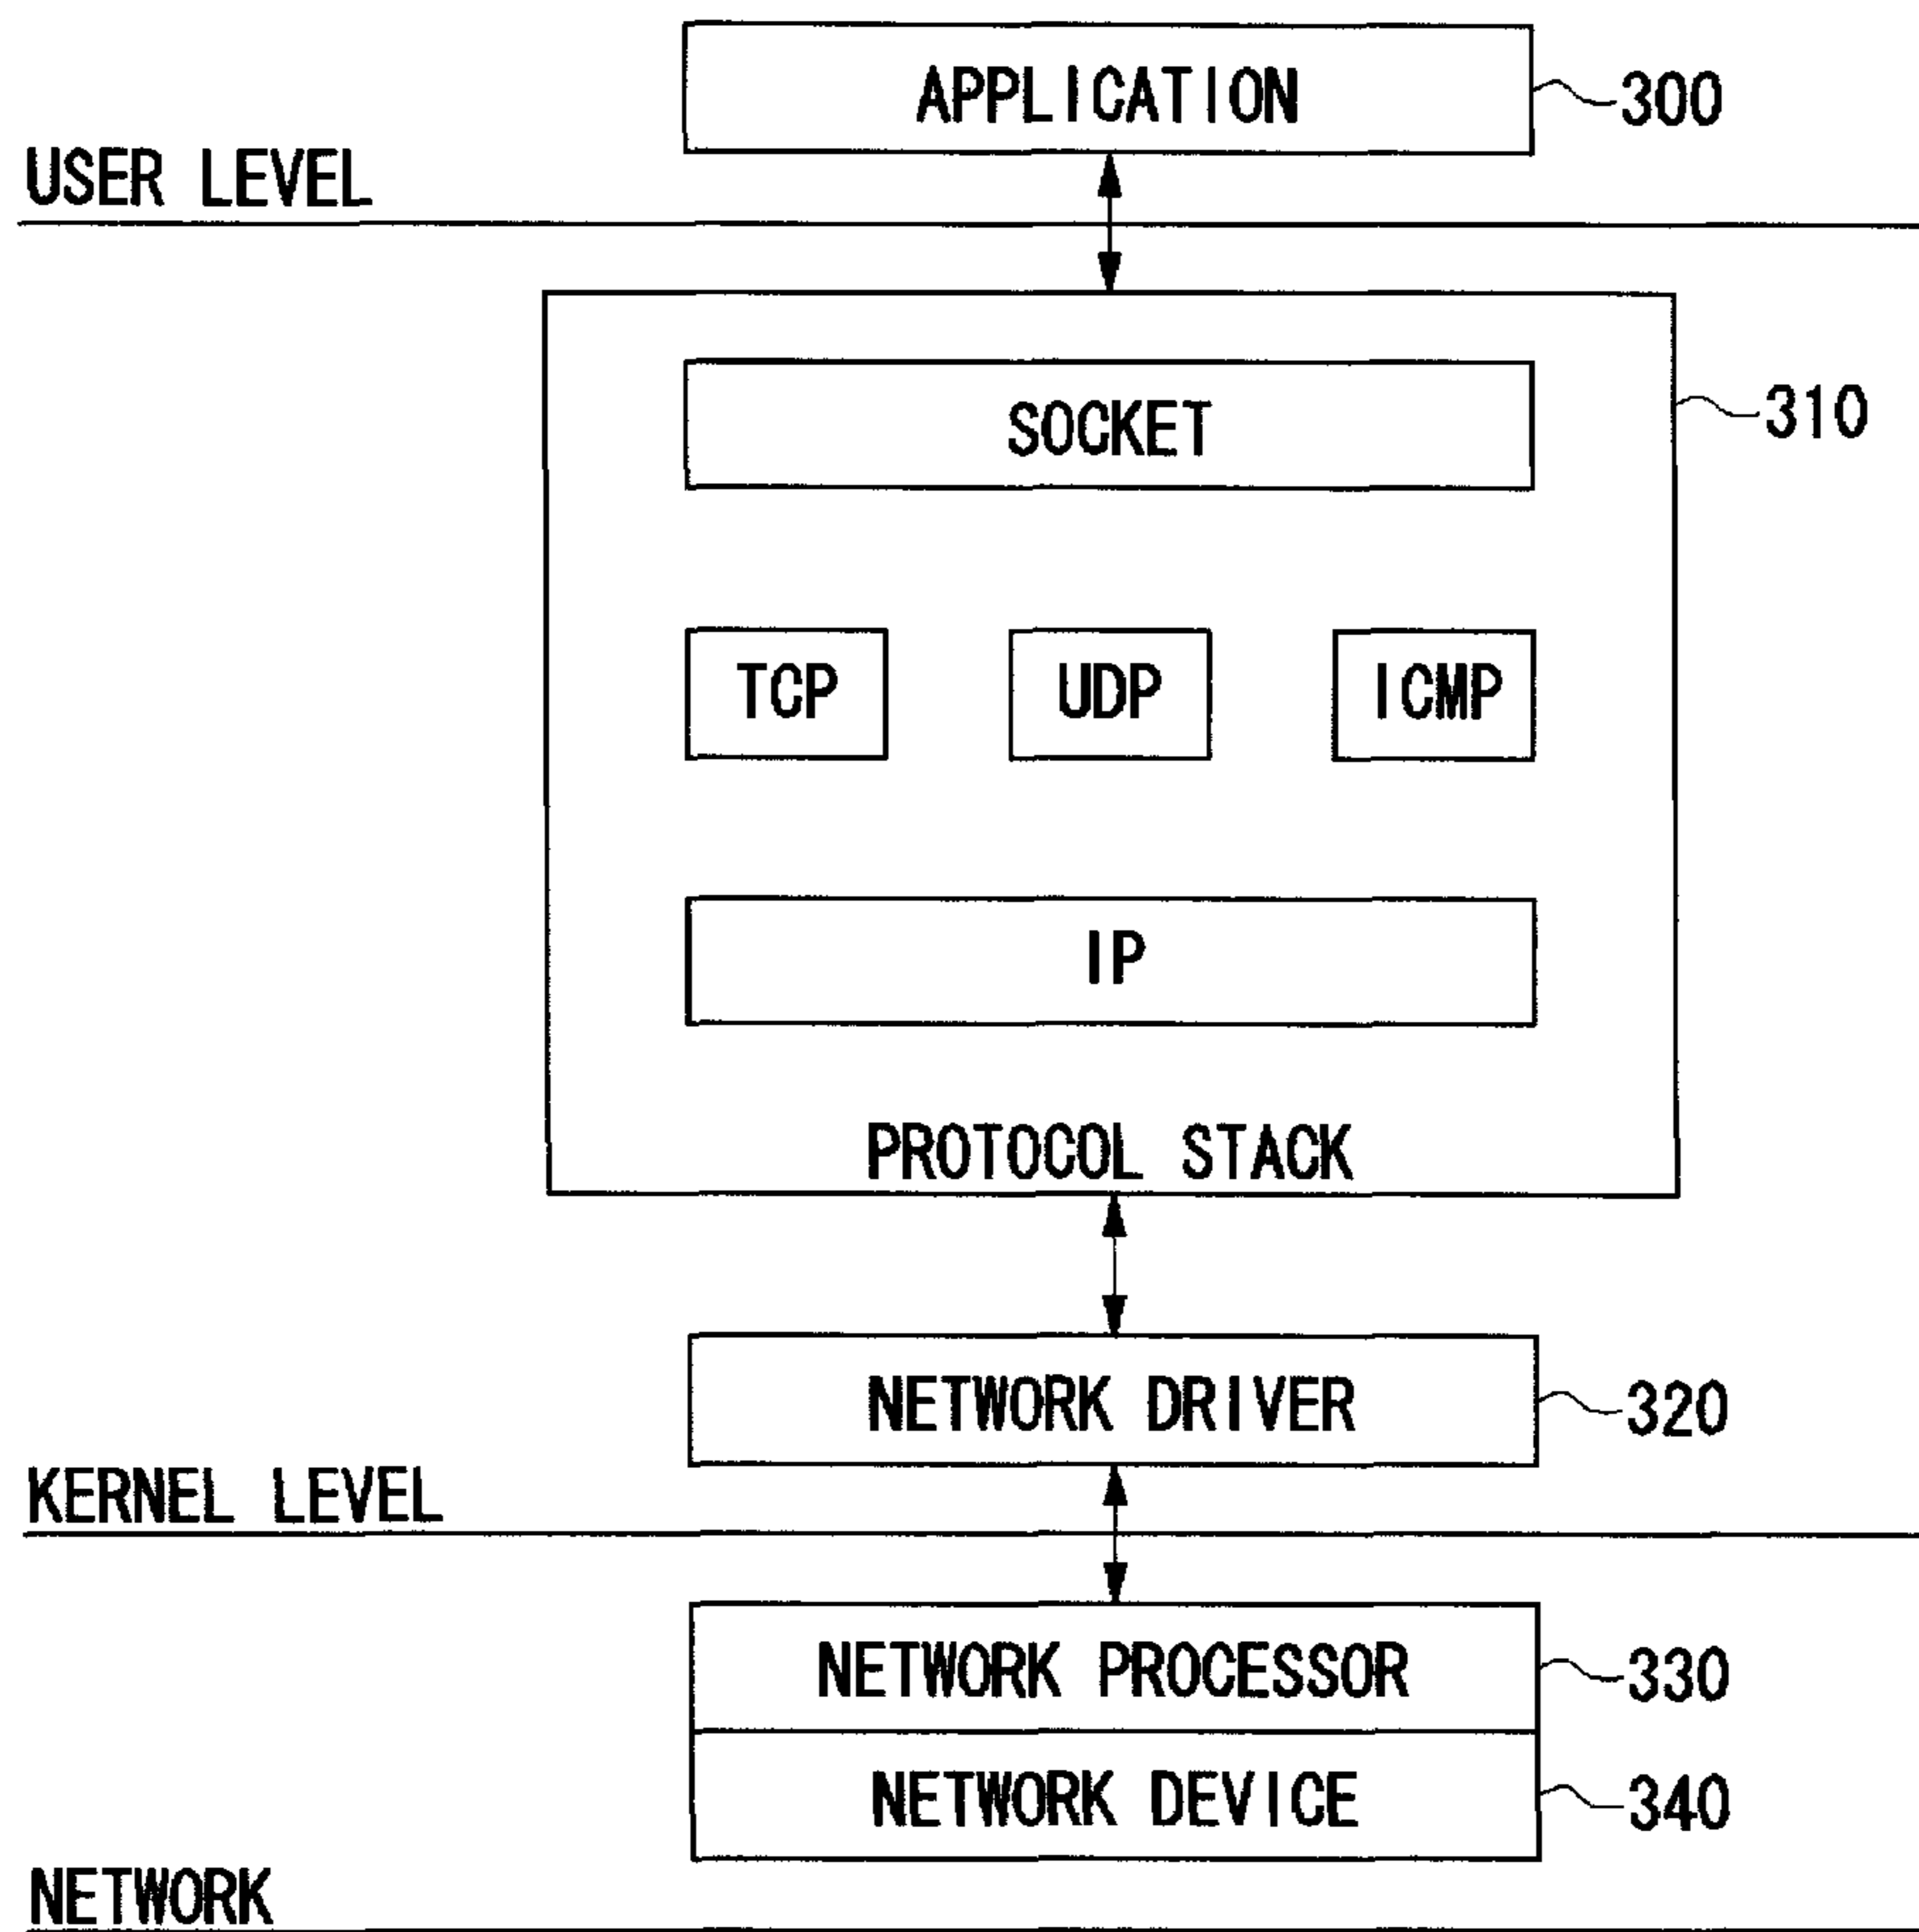 APPLICATION
300
USER LEVEL
SOCKET
310
TCP
UDP
ICMP
IP
PROTOCOL STACK
NETWORK DRIVER
320
KERNEL LEVEL
NETWORK PROCESSOR
330
NETWORK DEVICE
340
NETWORK